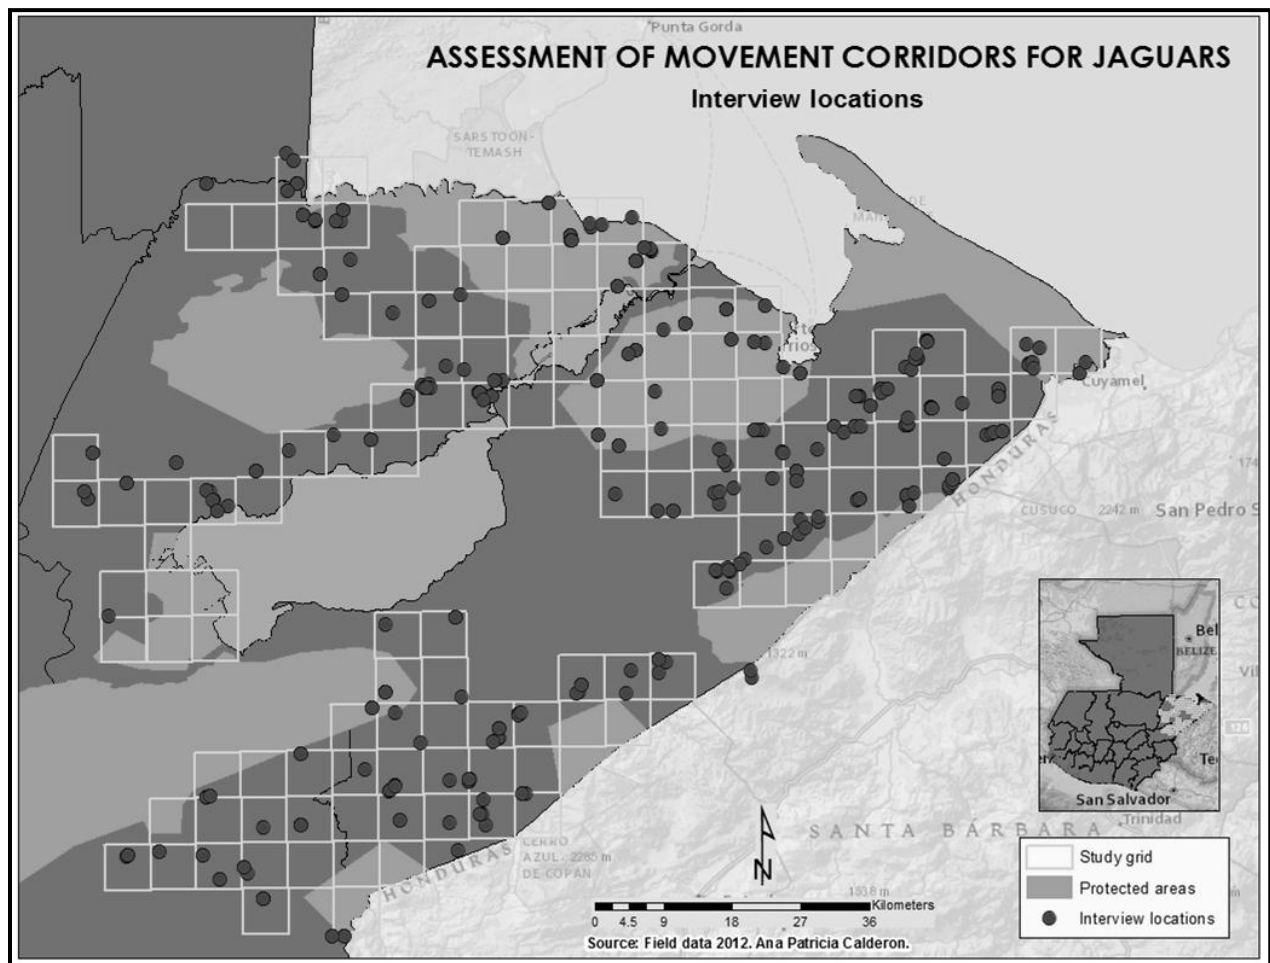 Punta Gorda
ASSESSMENT OF MOVEMENT CORRIDORS FOR JAGUARS
Interview locations
SARSTOON-
TEMASH
DE
Cuyamel
HONDURAS
CUSUCO 2242 m San Pedro S
1322 m
Bel
BELIZE
San Salvador
Trinidad
SANTA BÁRBARA
CERRO
AZUL 2285 m
DE COPÁN
HONDURAS
N
Kilometers
0 4.5 9 18 27 36
Source: Field data 2012. Ana Patricia Calderon.
Study grid
Protected areas
Interview locations